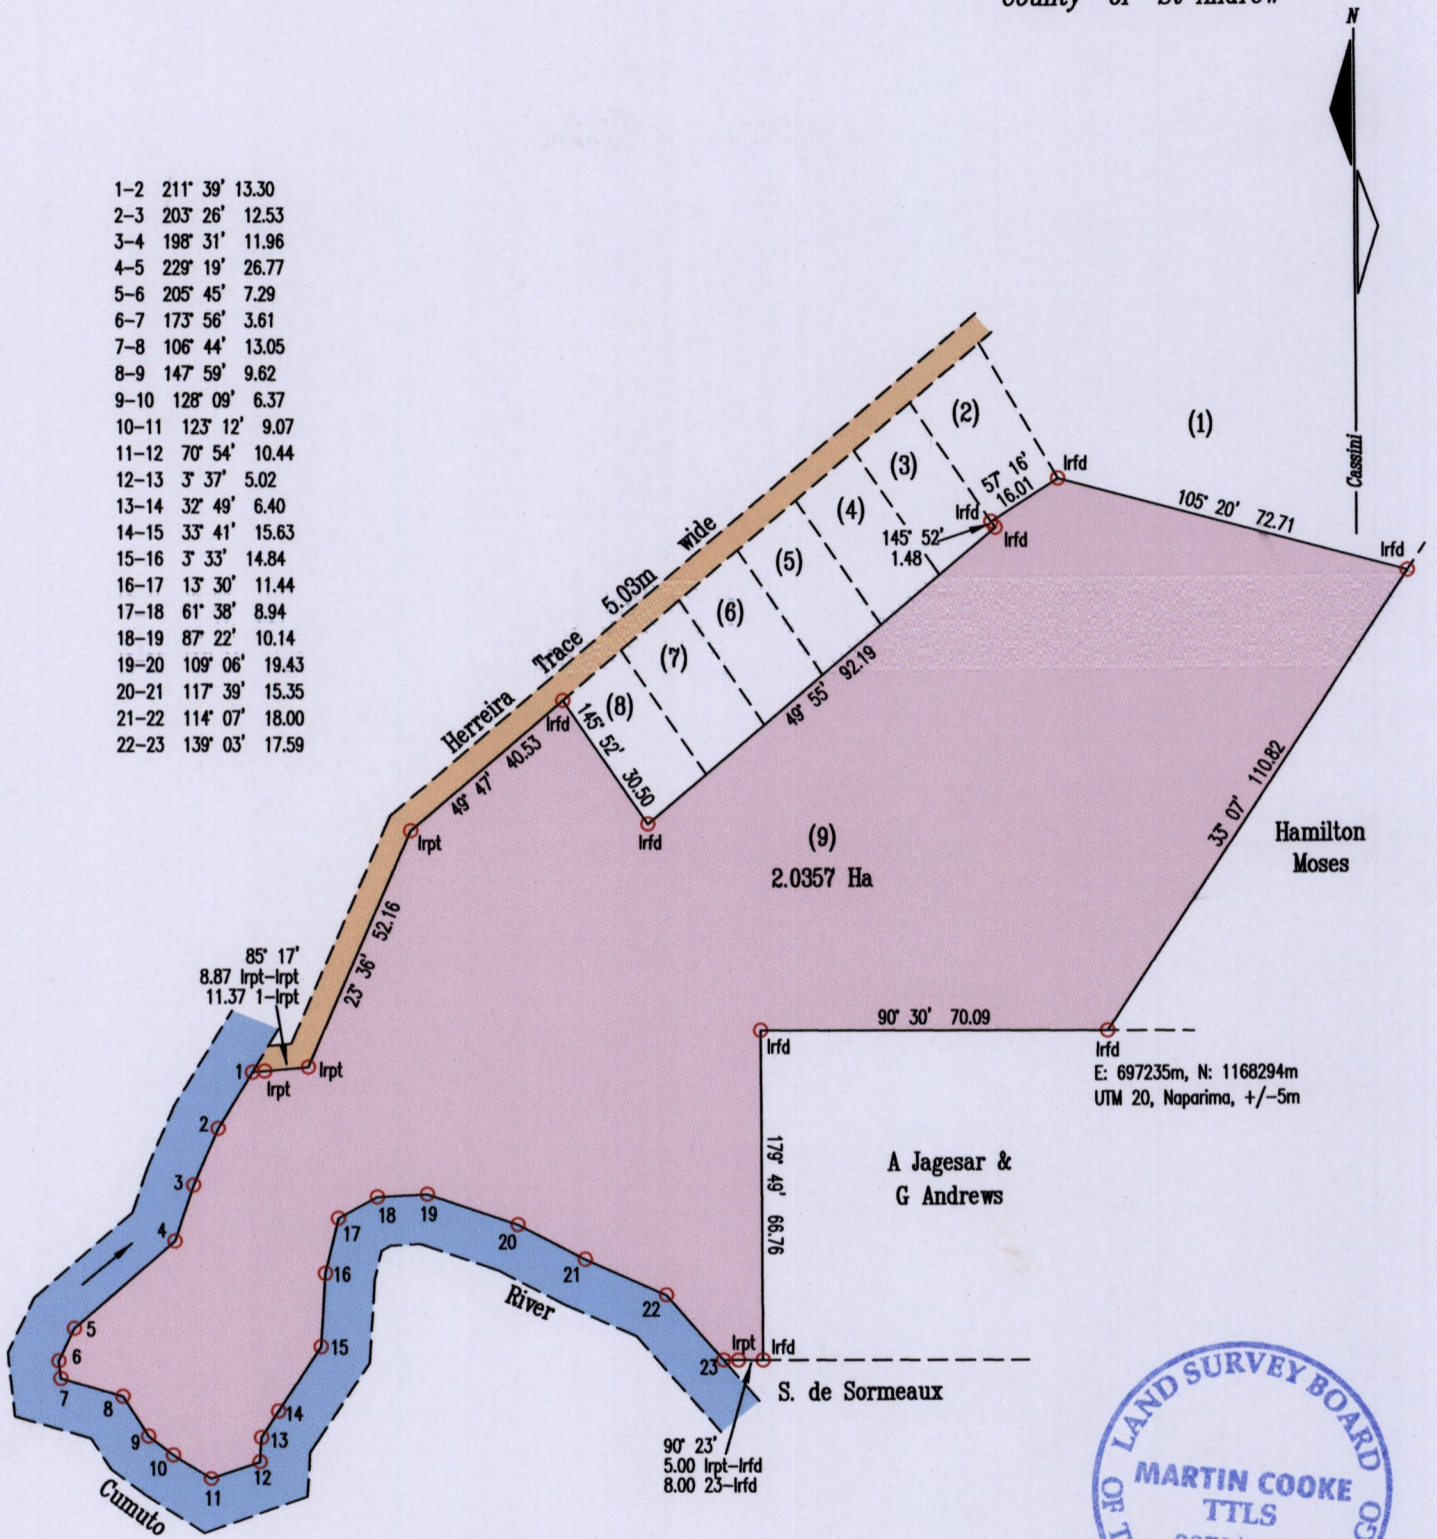 County of St Andrew
N
Cassini
1-2 211° 39' 13.30
2-3 203° 26' 12.53
3-4 198° 31' 11.96
4-5 229° 19' 26.77
5-6 205° 45' 7.29
6-7 173° 56' 3.61
7-8 106° 44' 13.05
8-9 147° 59' 9.62
9-10 128° 09' 6.37
10-11 123° 12' 9.07
11-12 70° 54' 10.44
12-13 3° 37' 5.02
13-14 32° 49' 6.40
14-15 33° 41' 15.63
15-16 3° 33' 14.84
16-17 13° 30' 11.44
17-18 61° 38' 8.94
18-19 87° 22' 10.14
19-20 109° 06' 19.43
20-21 117° 39' 15.35
21-22 114° 07' 18.00
22-23 139° 03' 17.59
(1)
(2)
(3)
(4)
(5)
(6)
(7)
(8)
57° 16'
16.01
Irfd
Irfd
Irfd
145° 52'
1.48
105° 20' 72.71
Irfd
Herreira Trace 5.03m wide
49° 55' 92.19
145° 52' 30.50
Irfd
Irfd
49° 47' 40.53
Irpt
(9)
2.0357 Ha
33° 07' 110.82
Hamilton
Moses
23° 36' 52.16
85° 17'
8.87 Irpt-Irpt
11.37 1-Irpt
Irpt
Irpt
90° 30' 70.09
Irfd
Irfd
E: 697235m, N: 1168294m
UTM 20, Naparima, +/-5m
179° 49' 66.76
A Jagesar &
G Andrews
1
2
3
4
5
6
7
8
9
10
11
12
13
14
15
16
17
18
19
20
21
22
23
River
Cumuto
Irpt
Irfd
S. de Sormeaux
90° 23'
5.00 Irpt-Irfd
8.00 23-Irfd
LAND SURVEY BOARD
MARTIN COOKE
TTLS
OF T
GO